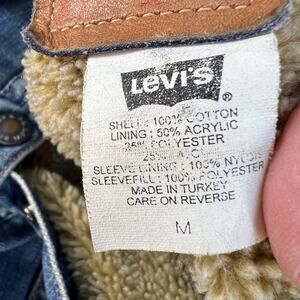 Levi's
®
SHELL: 100% COTTON
LINING: 50% ACRYLIC
25% POLYESTER
25%
SLEEVE LINING: 100% NYLON
SLEEVEFILL: 100% POLYESTER
MADE IN TURKEY
CARE ON REVERSE
M